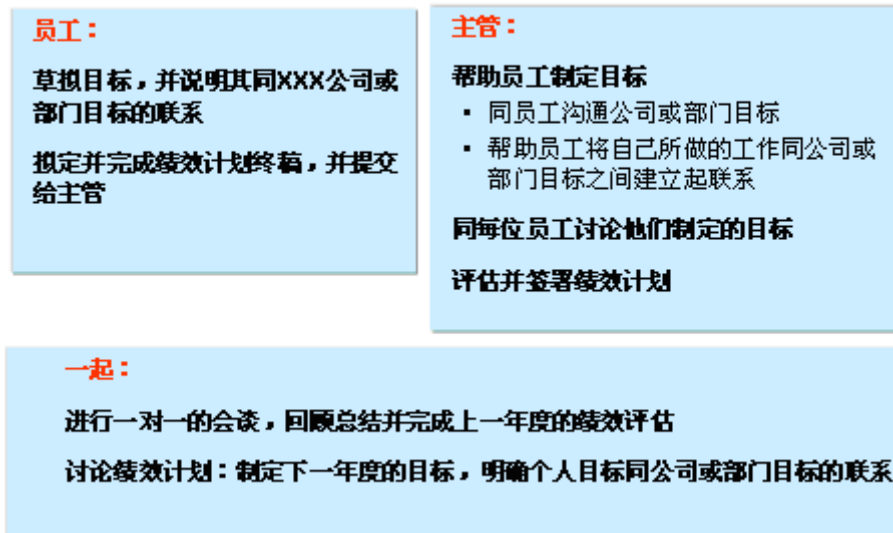 员工：
草拟目标，并说明其同XXX公司或
部门目标的联系
拟定并完成绩效计划终稿，并提交
给主管
主管：
帮助员工制定目标
▪ 同员工沟通公司或部门目标
▪ 帮助员工将自己所做的工作同公司或
部门目标之间建立起联系
同每位员工讨论他们制定的目标
评估并签署绩效计划
一起：
进行一对一的会谈，回顾总结并完成上一年度的绩效评估
讨论绩效计划：制定下一年度的目标，明确个人目标同公司或部门目标的联系